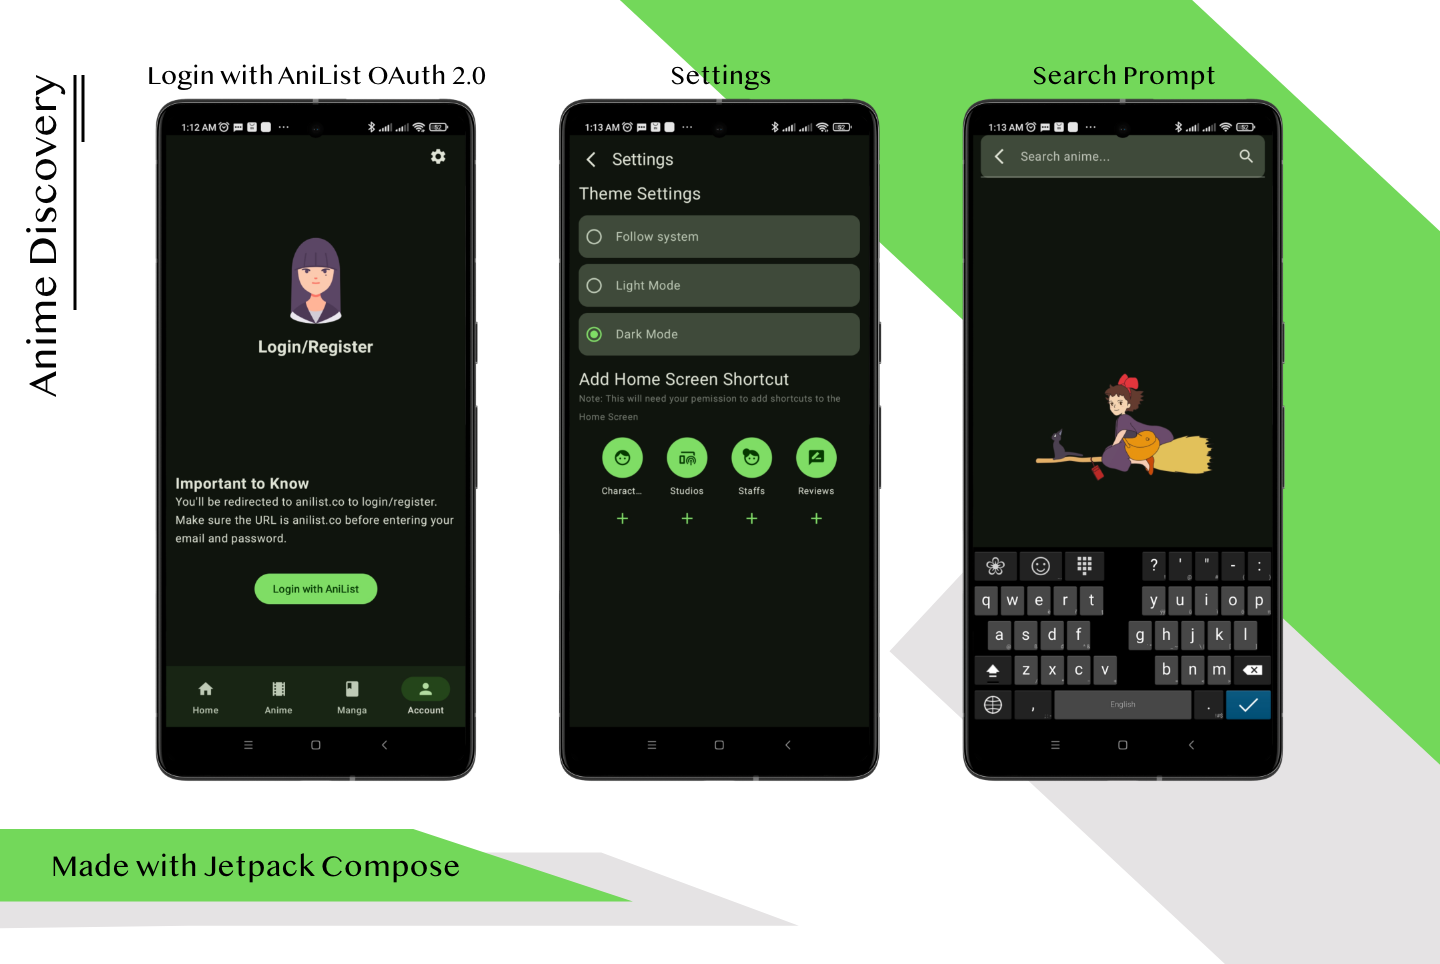 Anime Discovery
Login with AniList OAuth 2.0
1:12 AM
52
Login/Register
Important to Know
You'll be redirected to anilist.co to login/register.
Make sure the URL is anilist.co before entering your
email and password.
Login with AniList
Home Anime Manga Account
Settings
1:13 AM
52
Settings
Theme Settings
Follow system
Light Mode
Dark Mode
Add Home Screen Shortcut
Note: This will need your pemission to add shortcuts to the
Home Screen
Charact... Studios Staffs Reviews
+ + + +
Search Prompt
1:13 AM
52
Search anime...
? ' " - :
q w e r t y u i o p
a s d f g h j k l
z x c v b n m
, English .
Made with Jetpack Compose